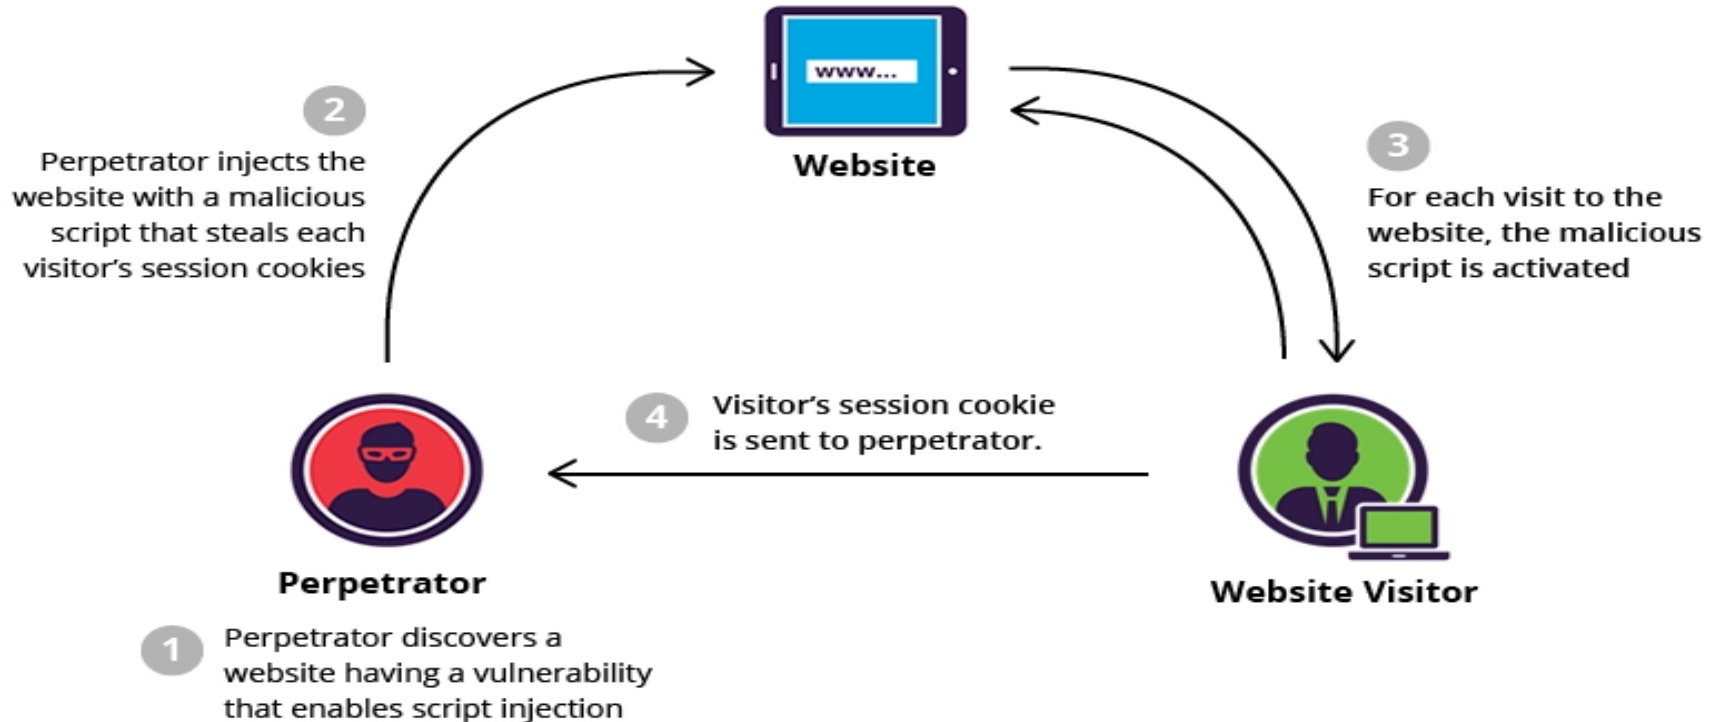 www...
Website
2
Perpetrator injects the
website with a malicious
script that steals each
visitor's session cookies
3
For each visit to the
website, the malicious
script is activated
4
Visitor's session cookie
is sent to perpetrator.
Perpetrator
Website Visitor
1
Perpetrator discovers a
website having a vulnerability
that enables script injection